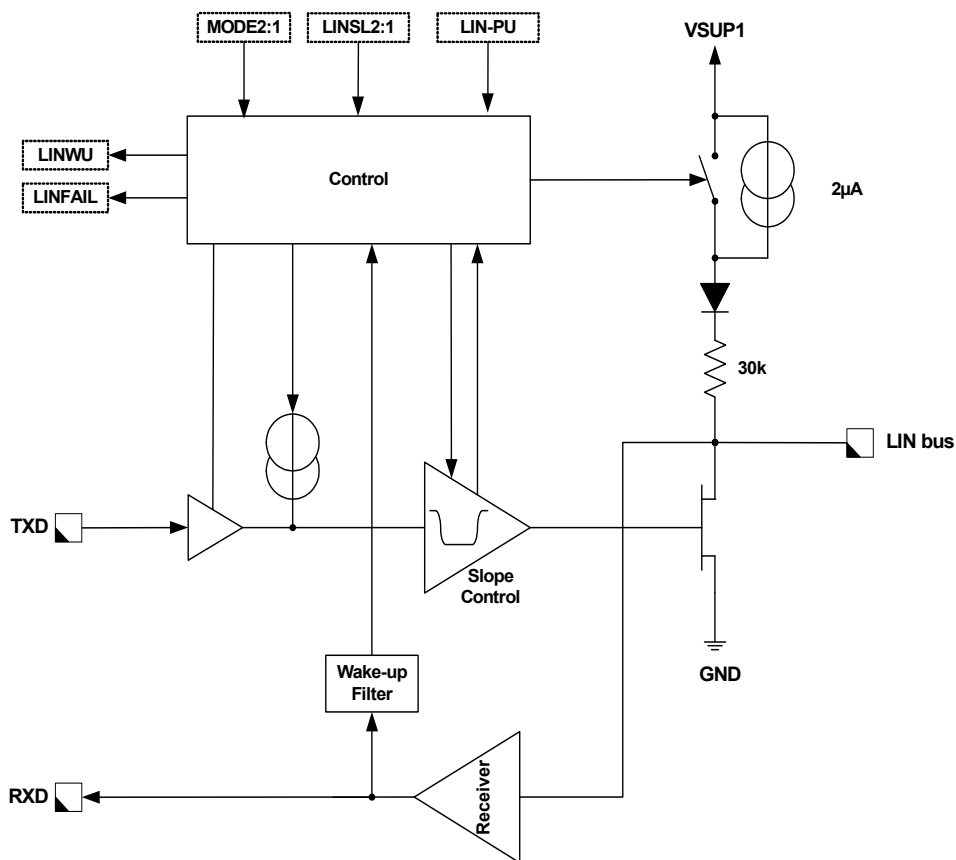 MODE2:1
LINSL2:1
LIN-PU
VSUP1
LINWU
LINFAIL
Control
2µA
30k
LIN bus
TXD
Slope
Control
Wake-up
Filter
GND
RXD
Receiver